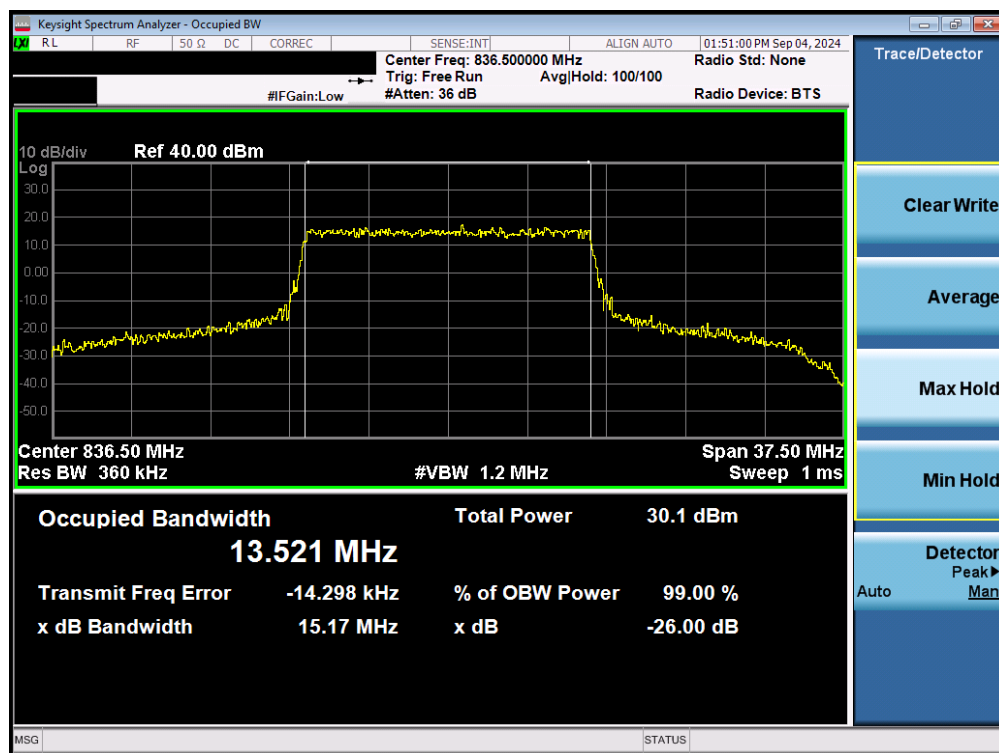 Keysight Spectrum Analyzer - Occupied BW
LXI RL RF 50 Ω DC CORREC SENSE:INT ALIGN AUTO 01:51:00 PM Sep 04, 2024
Center Freq: 836.500000 MHz Radio Std: None
Trig: Free Run Avg|Hold: 100/100
#IFGain:Low #Atten: 36 dB Radio Device: BTS
10 dB/div Ref 40.00 dBm
Log
30.0
20.0
10.0
0.00
-10.0
-20.0
-30.0
-40.0
-50.0
Center 836.50 MHz Span 37.50 MHz
Res BW 360 kHz #VBW 1.2 MHz Sweep 1 ms
Occupied Bandwidth Total Power 30.1 dBm
13.521 MHz
Transmit Freq Error -14.298 kHz % of OBW Power 99.00 %
x dB Bandwidth 15.17 MHz x dB -26.00 dB
Trace/Detector
Clear Write
Average
Max Hold
Min Hold
Detector
Peak▶
Auto Man
MSG STATUS